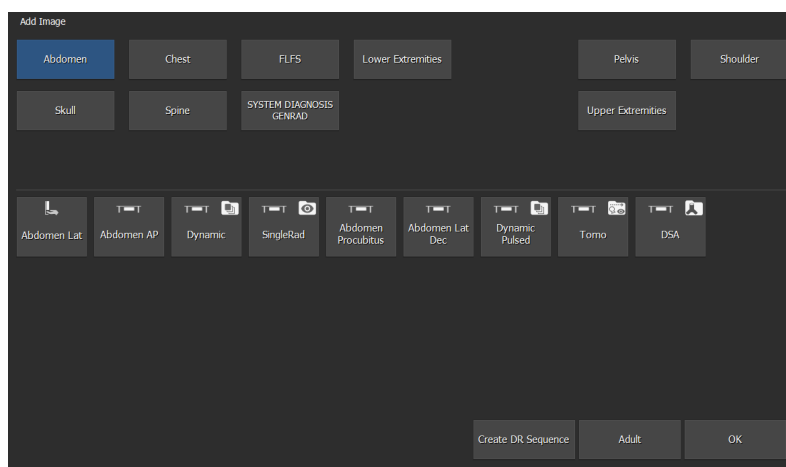 Add Image
Abdomen
Chest
FLFS
Lower Extremities
Pelvis
Shoulder
Skull
Spine
SYSTEM DIAGNOSIS
GENRAD
Upper Extremities
Abdomen Lat
Abdomen AP
Dynamic
SingleRad
Abdomen
Procubitus
Abdomen Lat
Dec
Dynamic
Pulsed
Tomo
DSA
Create DR Sequence
Adult
OK